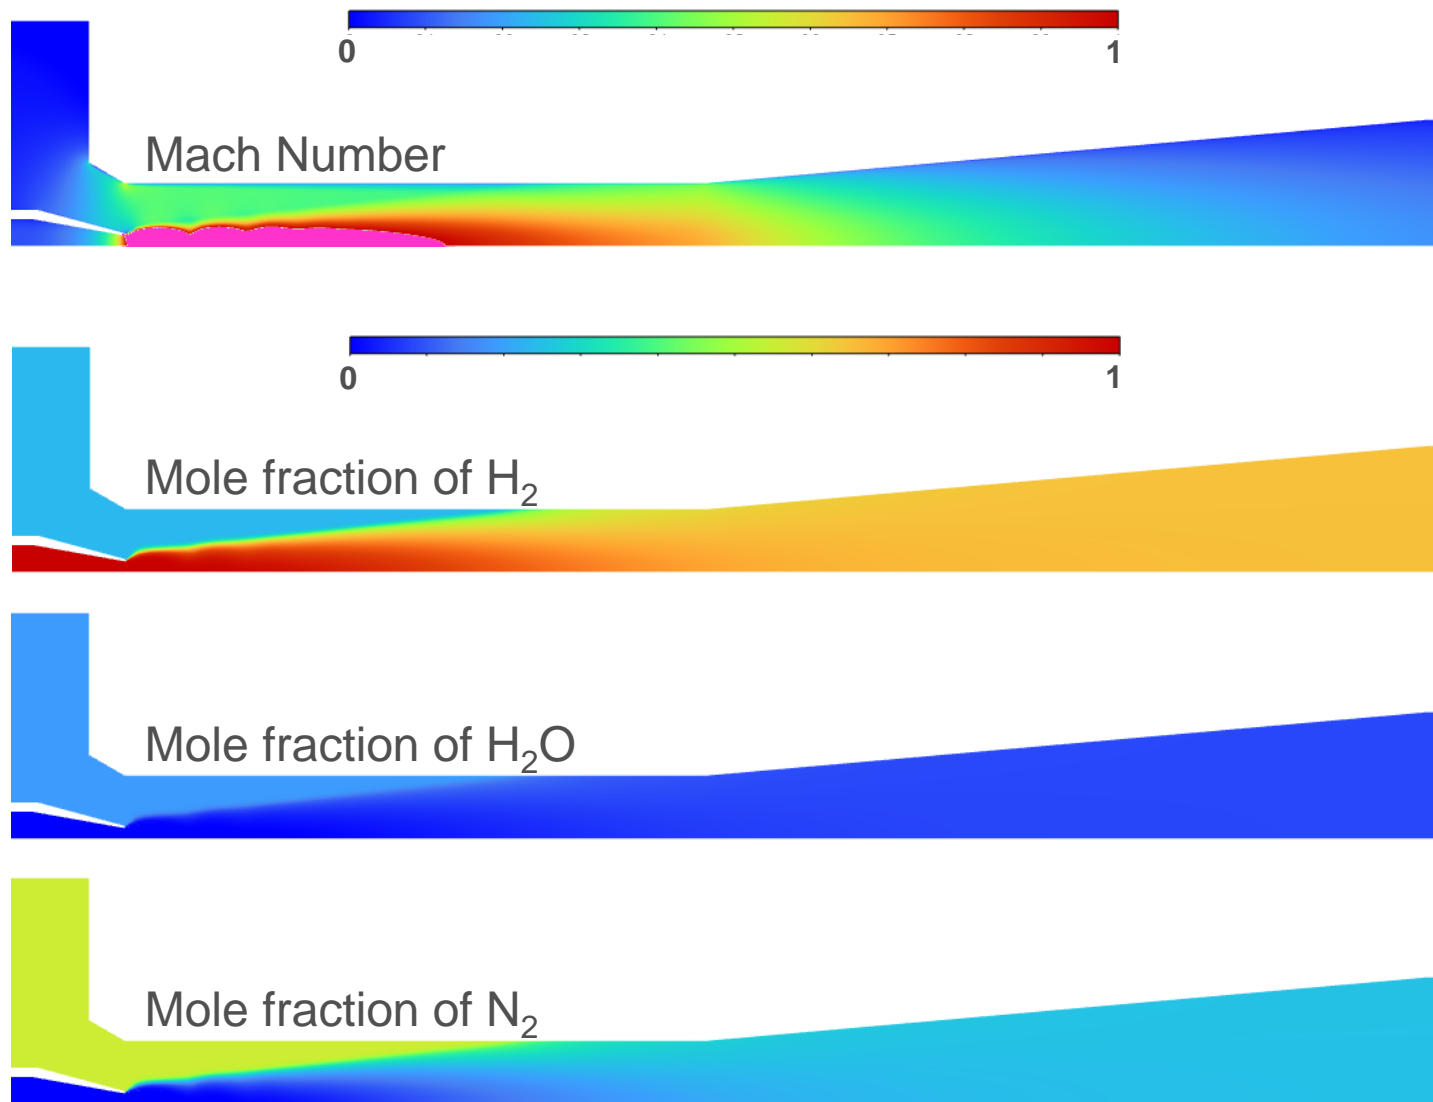 0 1
Mach Number
0 1
Mole fraction of H₂
Mole fraction of H₂O
Mole fraction of N₂